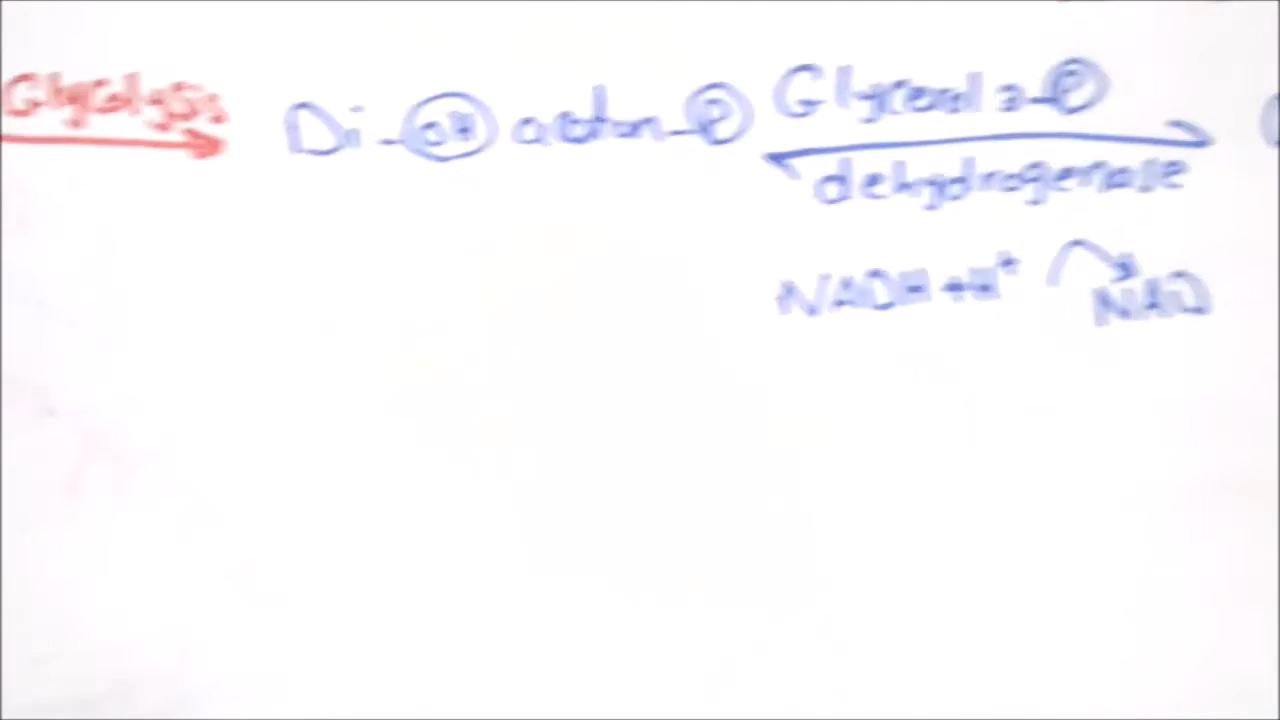 Glycolysis
Di-OH aceton-P
Glycerol 3-P
dehydrogenase
NADH+H+ NAD